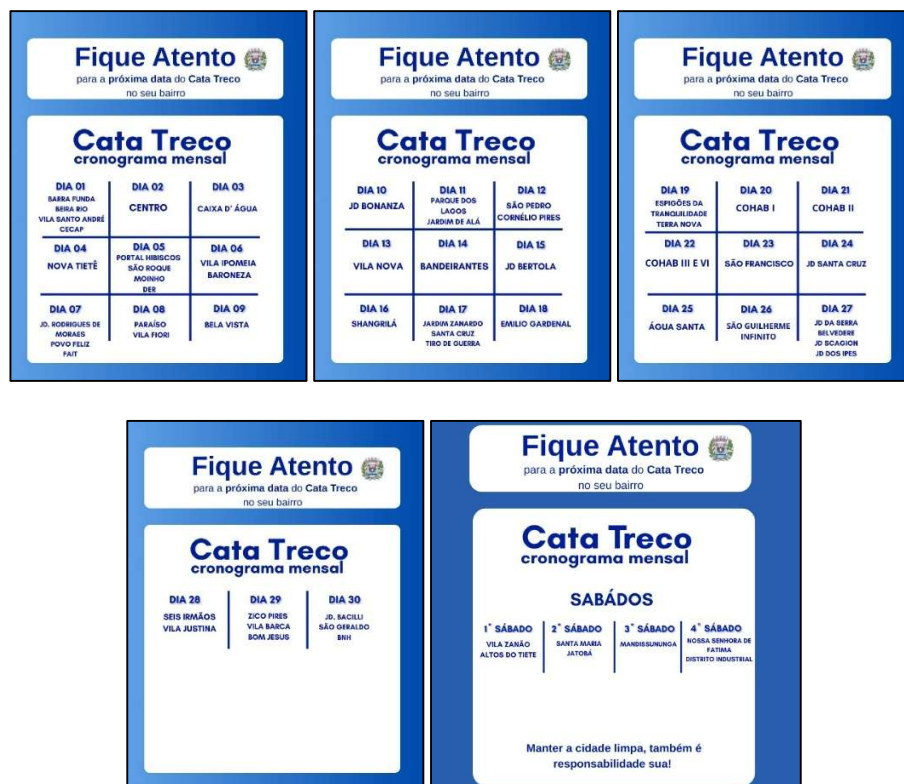 Fique Atento
para a próxima data do Cata Treco
no seu bairro
Cata Treco
cronograma mensal
DIA 01
BARRA FUNDA
BEIRA RIO
VILA SANTO ANDRÉ
CECAP
DIA 02
CENTRO
DIA 03
CAIXA D' ÁGUA
DIA 04
NOVA TIETÊ
DIA 05
PORTAL HIBISCOS
SÃO ROQUE
MOINHO
DER
DIA 06
VILA IPOMEIA
BARONEZA
DIA 07
JD. RODRIGUES DE
MORAES
POVO FELIZ
FAIT
DIA 08
PARAÍSO
VILA FIORI
DIA 09
BELA VISTA
Fique Atento
para a próxima data do Cata Treco
no seu bairro
Cata Treco
cronograma mensal
DIA 10
JD BONANZA
DIA 11
PARQUE DOS
LAGOS
JARDIM DE ALÁ
DIA 12
SÃO PEDRO
CORNÉLIO PIRES
DIA 13
VILA NOVA
DIA 14
BANDEIRANTES
DIA 15
JD BERTOLA
DIA 16
SHANGRILÁ
DIA 17
JARDIM ZANARDO
SANTA CRUZ
TIRO DE GUERRA
DIA 18
EMILIO GARDENAL
Fique Atento
para a próxima data do Cata Treco
no seu bairro
Cata Treco
cronograma mensal
DIA 19
ESPIGÕES DA
TRANQUILIDADE
TERRA NOVA
DIA 20
COHAB I
DIA 21
COHAB II
DIA 22
COHAB III E VI
DIA 23
SÃO FRANCISCO
DIA 24
JD SANTA CRUZ
DIA 25
ÁGUA SANTA
DIA 26
SÃO GUILHERME
INFINITO
DIA 27
JD DA SERRA
BELVEDERE
JD SCAGION
JD DOS IPES
Fique Atento
para a próxima data do Cata Treco
no seu bairro
Cata Treco
cronograma mensal
DIA 28
SEIS IRMÃOS
VILA JUSTINA
DIA 29
ZICO PIRES
VILA BARCA
BOM JESUS
DIA 30
JD. BACILLI
SÃO GERALDO
BNH
Fique Atento
para a próxima data do Cata Treco
no seu bairro
Cata Treco
cronograma mensal
SABÁDOS
1° SÁBADO
VILA ZANÃO
ALTOS DO TIETE
2° SÁBADO
SANTA MARIA
JATOBÁ
3° SÁBADO
MANDISSUNUNGA
4° SÁBADO
NOSSA SENHORA DE
FATIMA
DISTRITO INDUSTRIAL
Manter a cidade limpa, também é
responsabilidade sua!